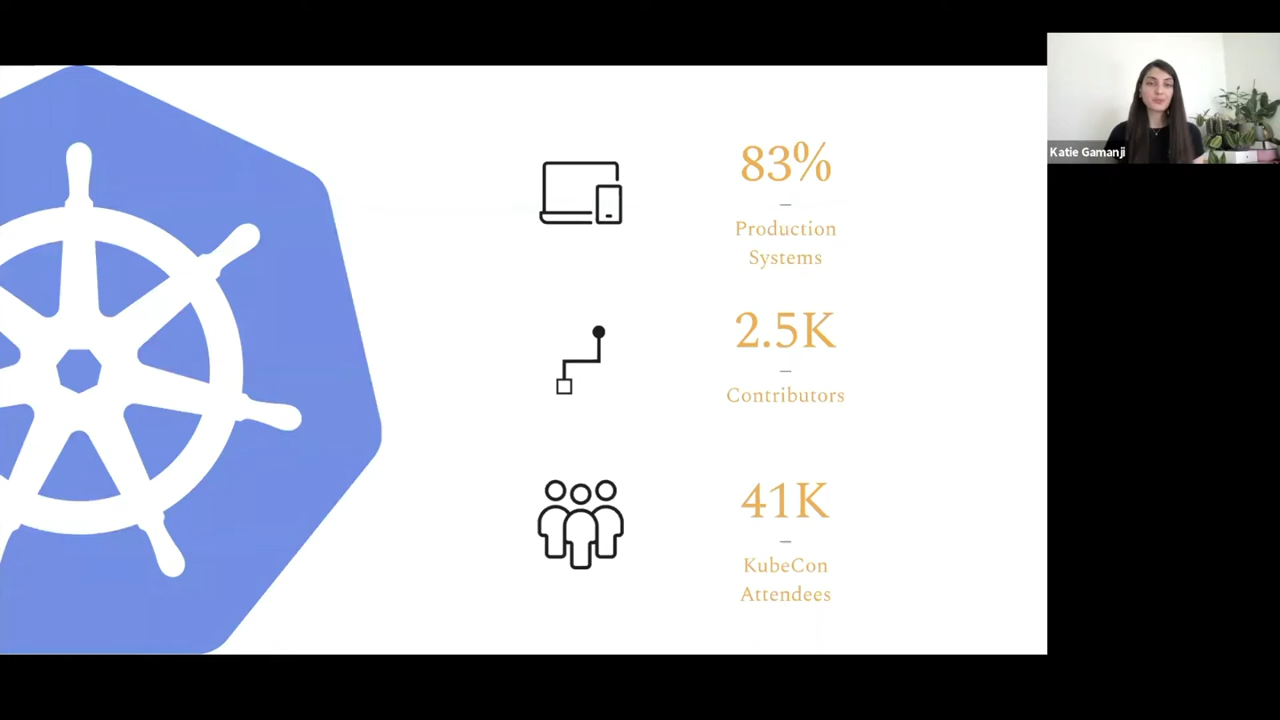 83%
Production
Systems
2.5K
Contributors
41K
KubeCon
Attendees
Katie Gamanji